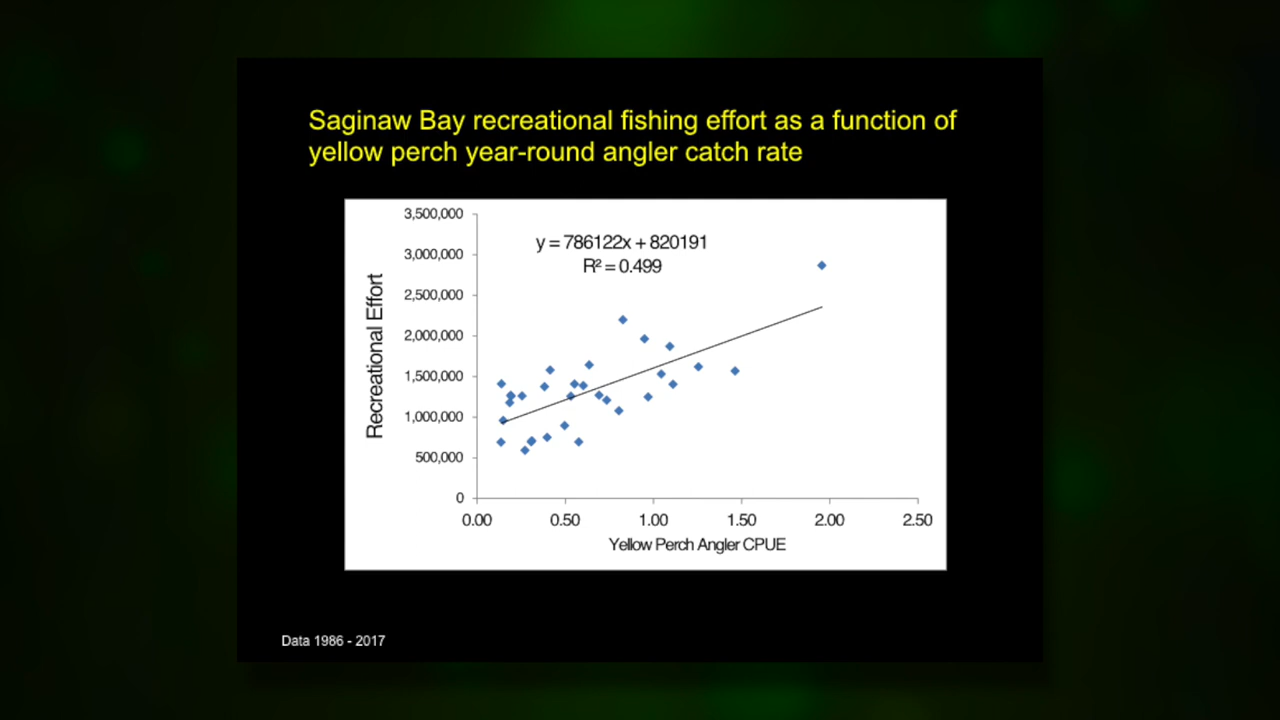 Saginaw Bay recreational fishing effort as a function of
yellow perch year-round angler catch rate
3,500,000
y = 786122x + 820191
3,000,000
R² = 0.499
2,500,000
2,000,000
1,500,000
1,000,000
500,000
0
Recreational Effort
0.00 0.50 1.00 1.50 2.00 2.50
Yellow Perch Angler CPUE
Data 1986 - 2017